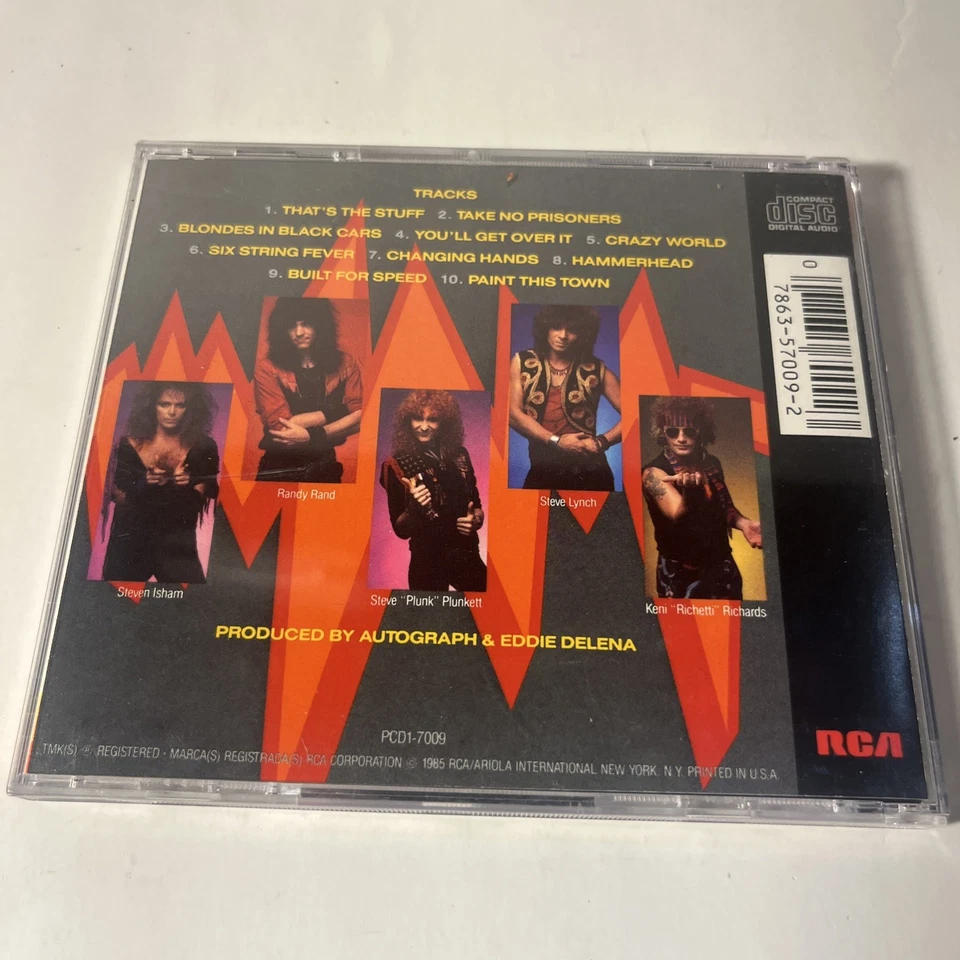 TRACKS
1. THAT'S THE STUFF 2. TAKE NO PRISONERS
3. BLONDES IN BLACK CARS 4. YOU'LL GET OVER IT 5. CRAZY WORLD
6. SIX STRING FEVER 7. CHANGING HANDS 8. HAMMERHEAD
9. BUILT FOR SPEED 10. PAINT THIS TOWN
COMPACT
disc
DIGITAL AUDIO
0 7863-57009-2
Randy Rand
Steve Lynch
Steven Isham
Steve "Plunk" Plunkett
Keni "Richetti" Richards
PRODUCED BY AUTOGRAPH & EDDIE DELENA
PCD1-7009
TMK(S) ® REGISTERED · MARCA(S) REGISTRADA(S) RCA CORPORATION © 1985 RCA/ARIOLA INTERNATIONAL, NEW YORK, N.Y. PRINTED IN U.S.A.
RCA